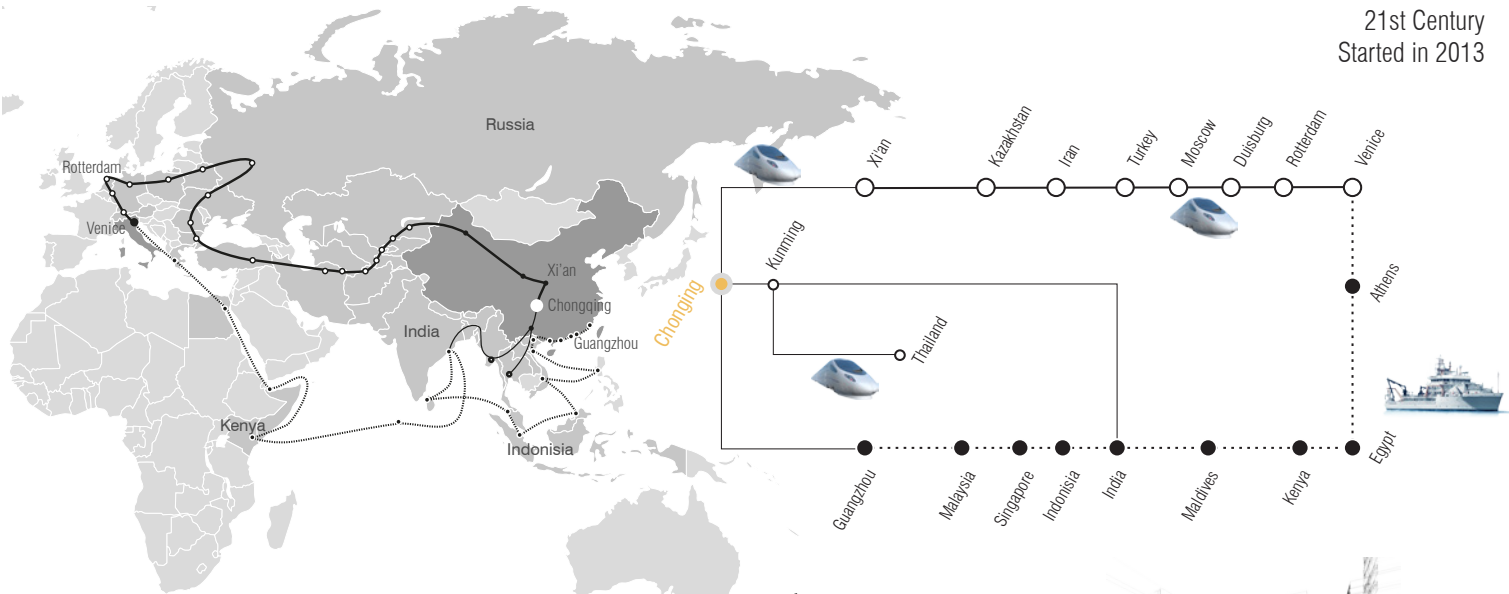 21st Century
Started in 2013
Russia
Rotterdam
Venice
Xi'an
Chongqing
India
Guangzhou
Kenya
Indonisia
Xi'an
Kazakhstan
Iran
Turkey
Moscow
Duisburg
Rotterdam
Venice
Kunming
Chonging
Thailand
Athens
Guangzhou
Malaysia
Singapore
Indonisia
India
Maldives
Kenya
Egypt